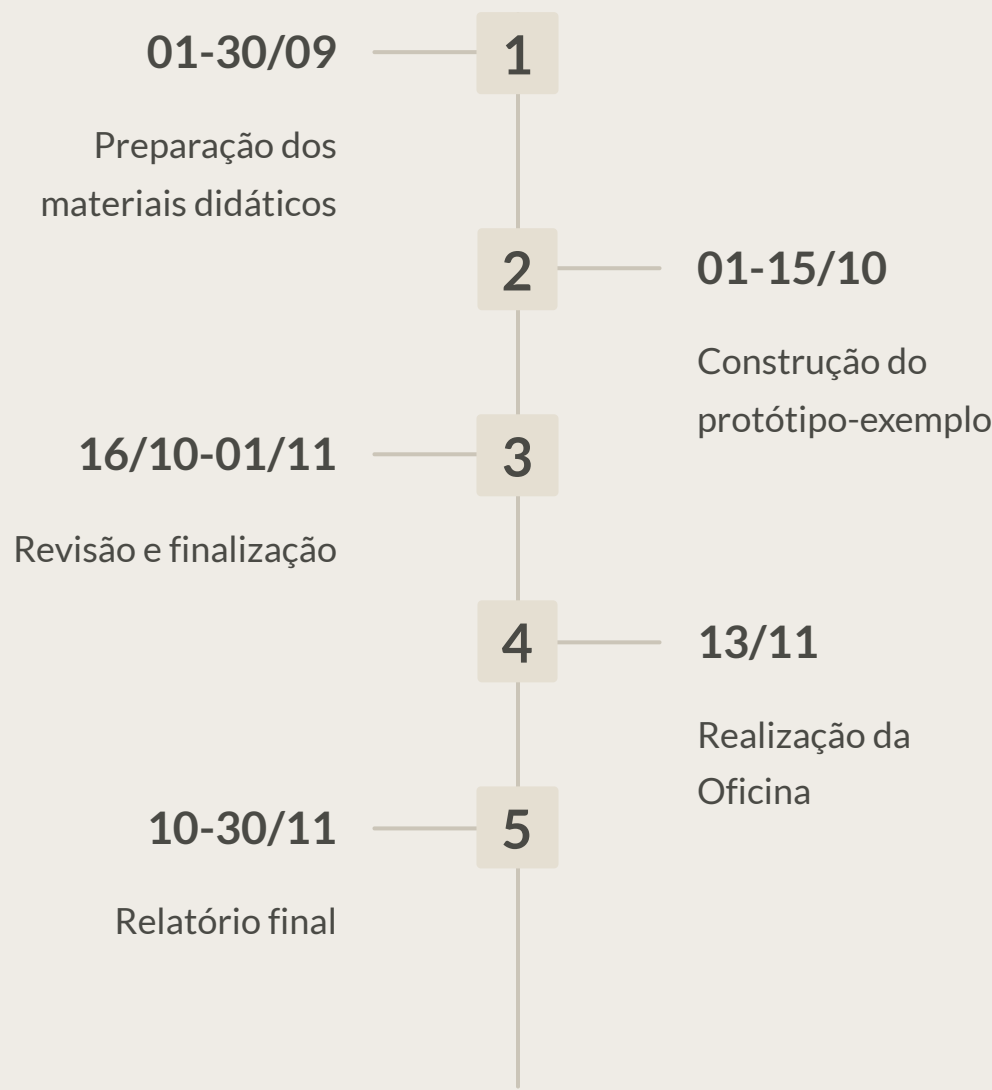 01-30/09
1
Preparação dos
materiais didáticos
2
01-15/10
Construção do
protótipo-exemplo
16/10-01/11
3
Revisão e finalização
4
13/11
Realização da
Oficina
10-30/11
5
Relatório final